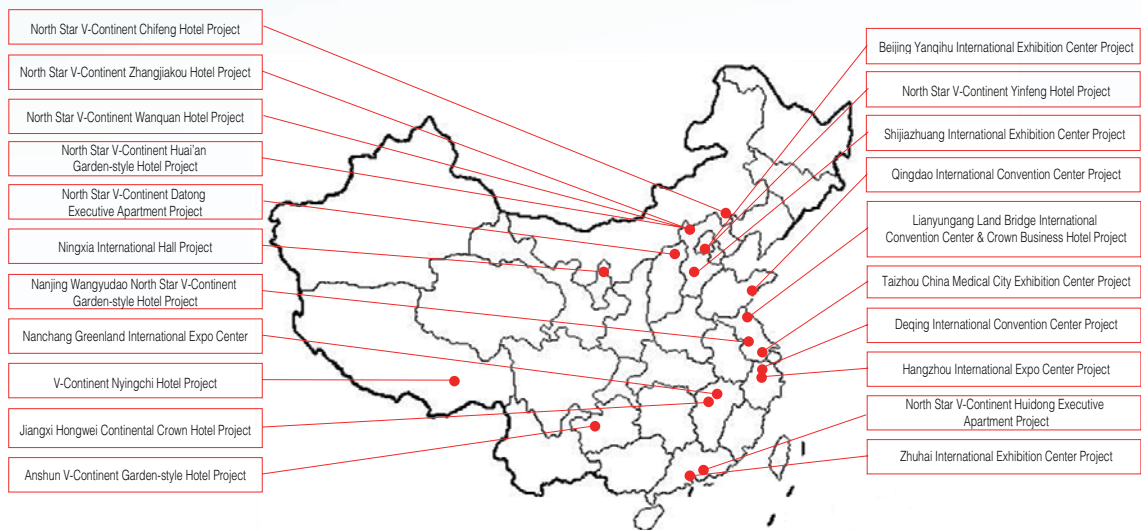 North Star V-Continent Chifeng Hotel Project
North Star V-Continent Zhangjiakou Hotel Project
North Star V-Continent Wanquan Hotel Project
North Star V-Continent Huai'an
Garden-style Hotel Project
North Star V-Continent Datong
Executive Apartment Project
Ningxia International Hall Project
Nanjing Wangyudao North Star V-Continent
Garden-style Hotel Project
Nanchang Greenland International Expo Center
V-Continent Nyingchi Hotel Project
Jiangxi Hongwei Continental Crown Hotel Project
Anshun V-Continent Garden-style Hotel Project
Beijing Yanqihu International Exhibition Center Project
North Star V-Continent Yinfeng Hotel Project
Shijiazhuang International Exhibition Center Project
Qingdao International Convention Center Project
Lianyungang Land Bridge International
Convention Center & Crown Business Hotel Project
Taizhou China Medical City Exhibition Center Project
Deqing International Convention Center Project
Hangzhou International Expo Center Project
North Star V-Continent Huidong Executive
Apartment Project
Zhuhai International Exhibition Center Project